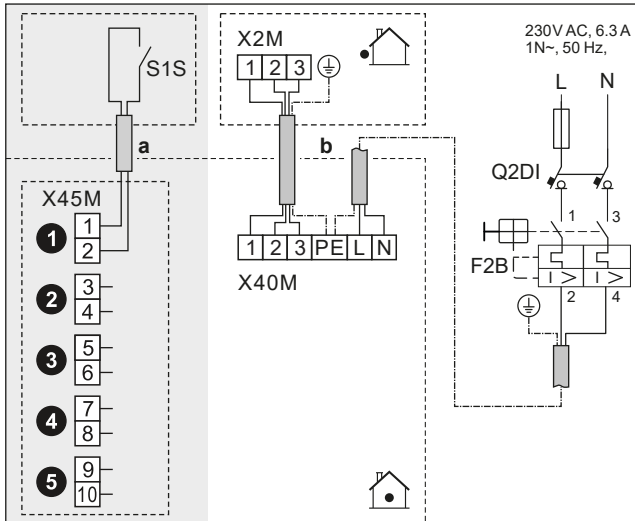 230V AC, 6.3 A
1N~, 50 Hz,
X2M
1 2 3
S1S
L N
a
b
Q2DI
X45M
1 1
2
1 3
1 2 3 PE L N
X40M
F2B
I > I >
2 4
2 3
4
3 5
6
4 7
8
5 9
10